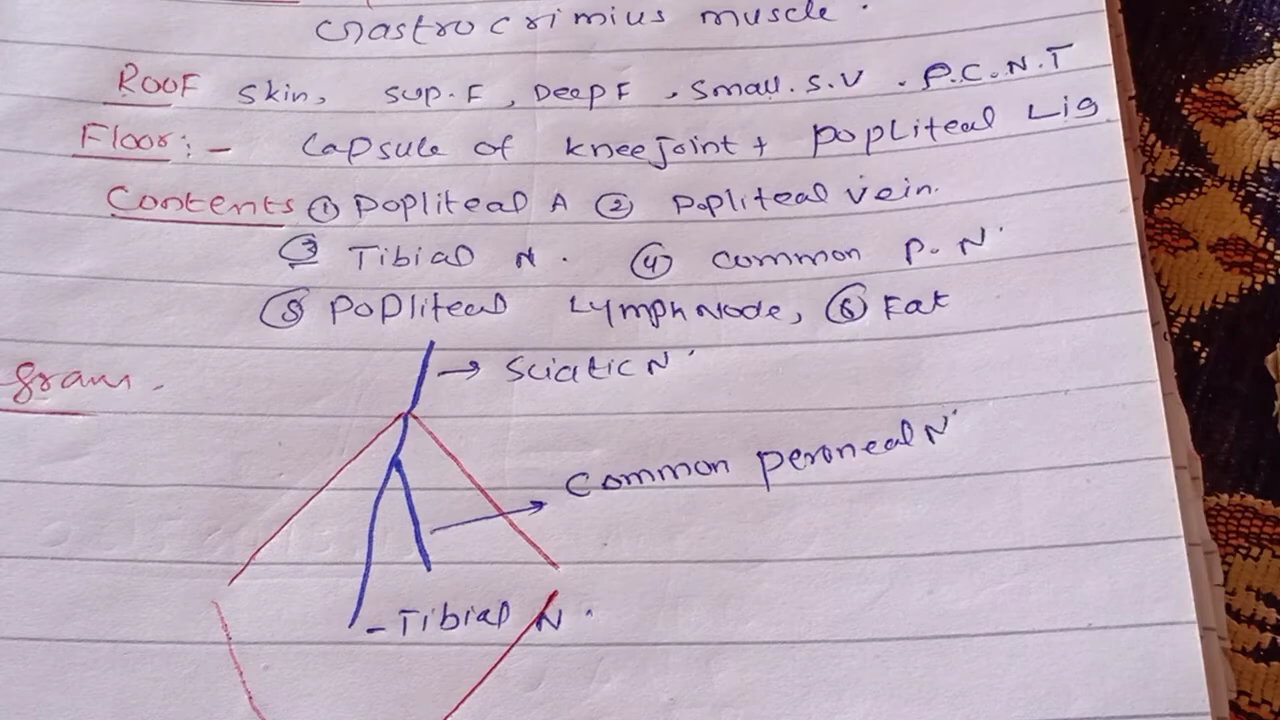 Gastrocrimius muscle.
Roof Skin, Sup.F, Deep F, Small.S.V. P.C.N.T
Floor:- Capsule of knee joint + popliteal Lig
Contents ① Popliteal A ② popliteal vein.
③ Tibial N. ④ Common P.N.
⑤ Popliteal Lymph Node, ⑥ Fat
gram. → Sciatic N.
Common peroneal N.
- Tibial N.